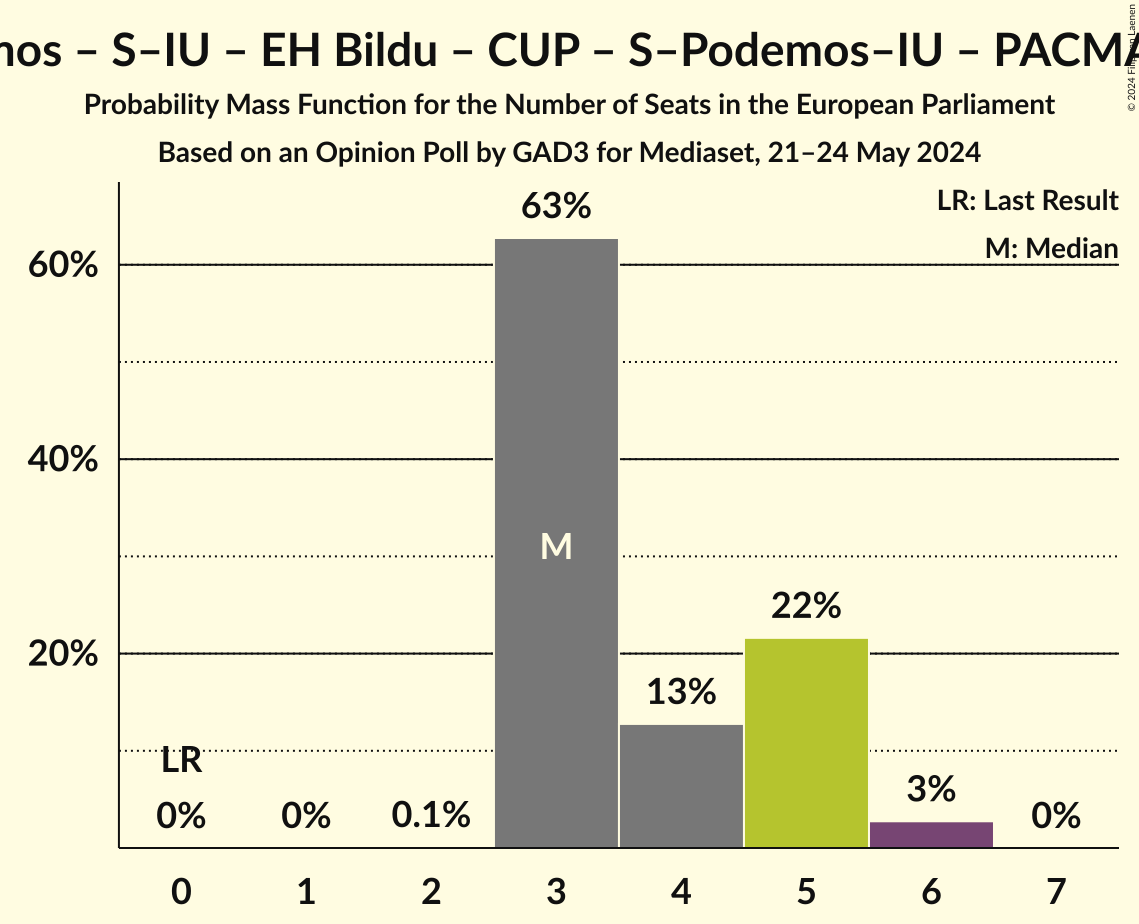 mos – S–IU – EH Bildu – CUP – S–Podemos–IU – PACMA
Probability Mass Function for the Number of Seats in the European Parliament
Based on an Opinion Poll by GAD3 for Mediaset, 21–24 May 2024
© 2024 Filip Laenen
LR: Last Result
M: Median
63%
60%
40%
M
22%
20%
13%
LR
3%
0% 0% 0.1% 0%
0 1 2 3 4 5 6 7